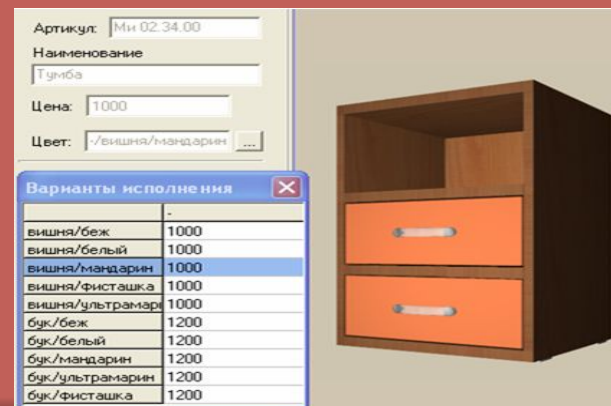 Артикул: Ми 02.34.00
Наименование
Тумба
Цена: 1000
Цвет: -/вишня/мандарин ...
Варианты исполнения
-
вишня/беж 1000
вишня/белый 1000
вишня/мандарин 1000
вишня/фисташка 1000
вишня/ультрамари 1000
бук/беж 1200
бук/белый 1200
бук/мандарин 1200
бук/ультрамарин 1200
бук/фисташка 1200